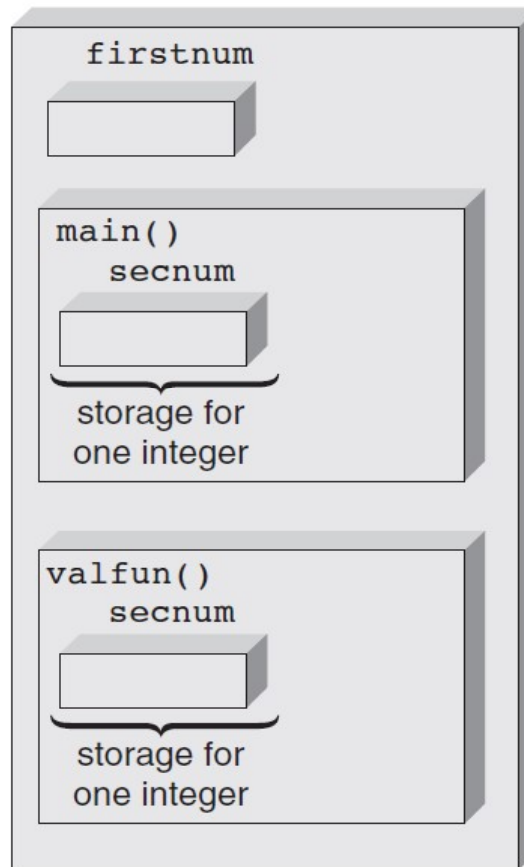 firstnum
main()
secnum
storage for
one integer
valfun()
secnum
storage for
one integer